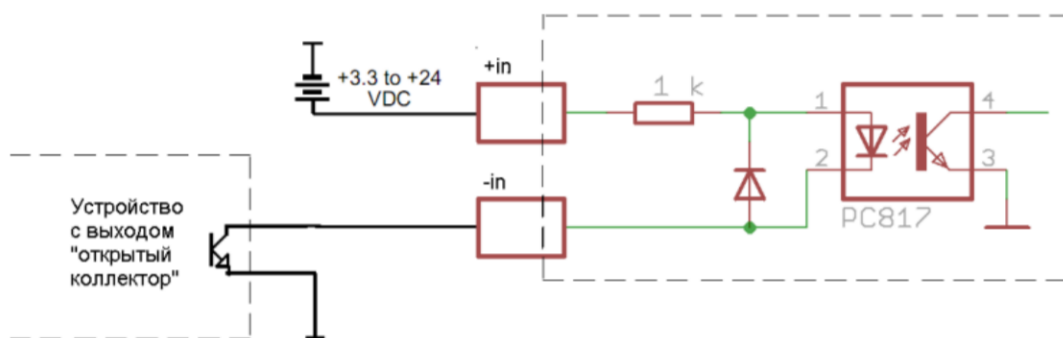 +3.3 to +24
VDC
+in
1 k
1
4
2
3
PC817
-in
Устройство
с выходом
"открытый
коллектор"